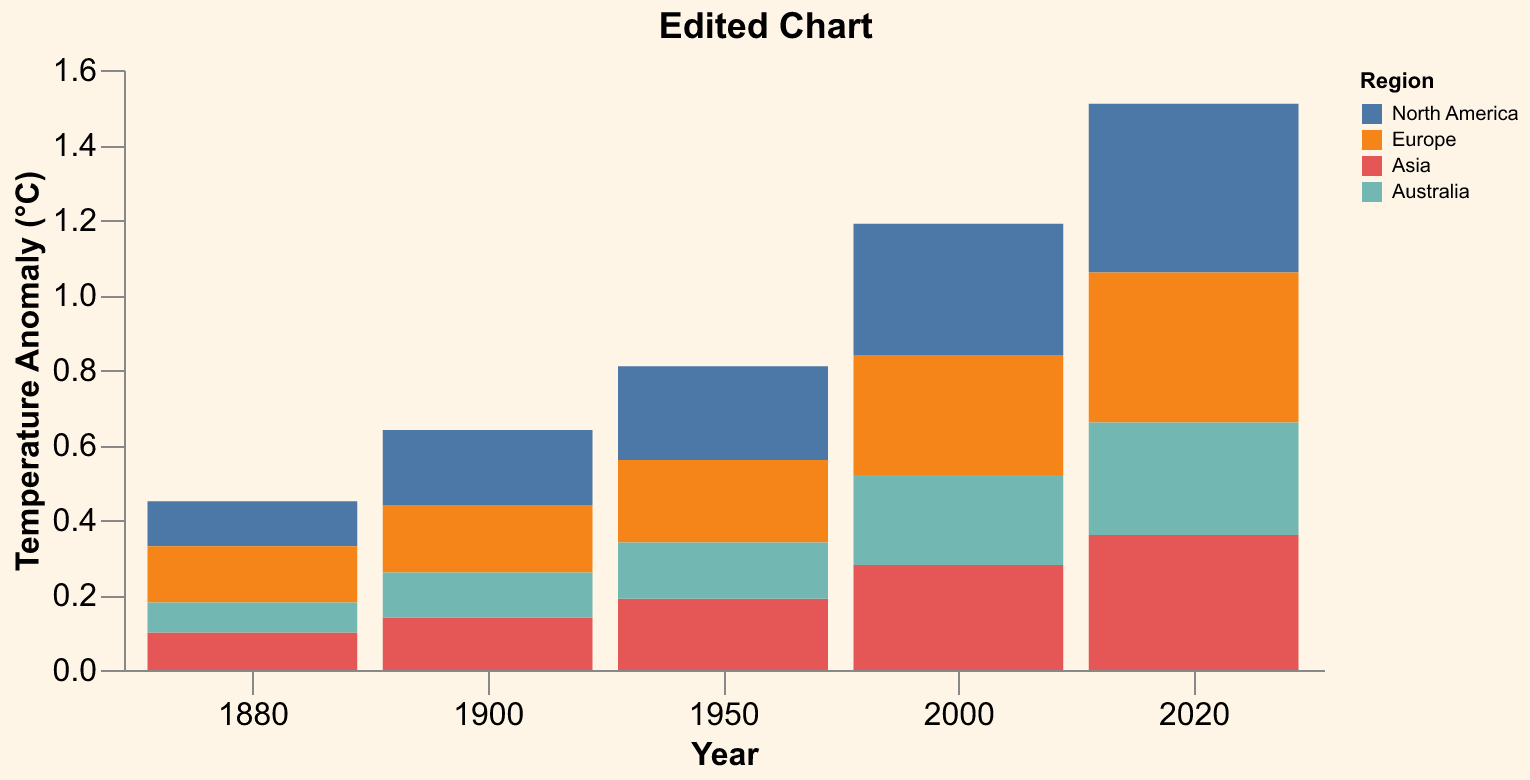 Edited Chart
Temperature Anomaly (°C)
1.6
1.4
1.2
1.0
0.8
0.6
0.4
0.2
0.0
1880
1900
1950
2000
2020
Year
Region
North America
Europe
Asia
Australia